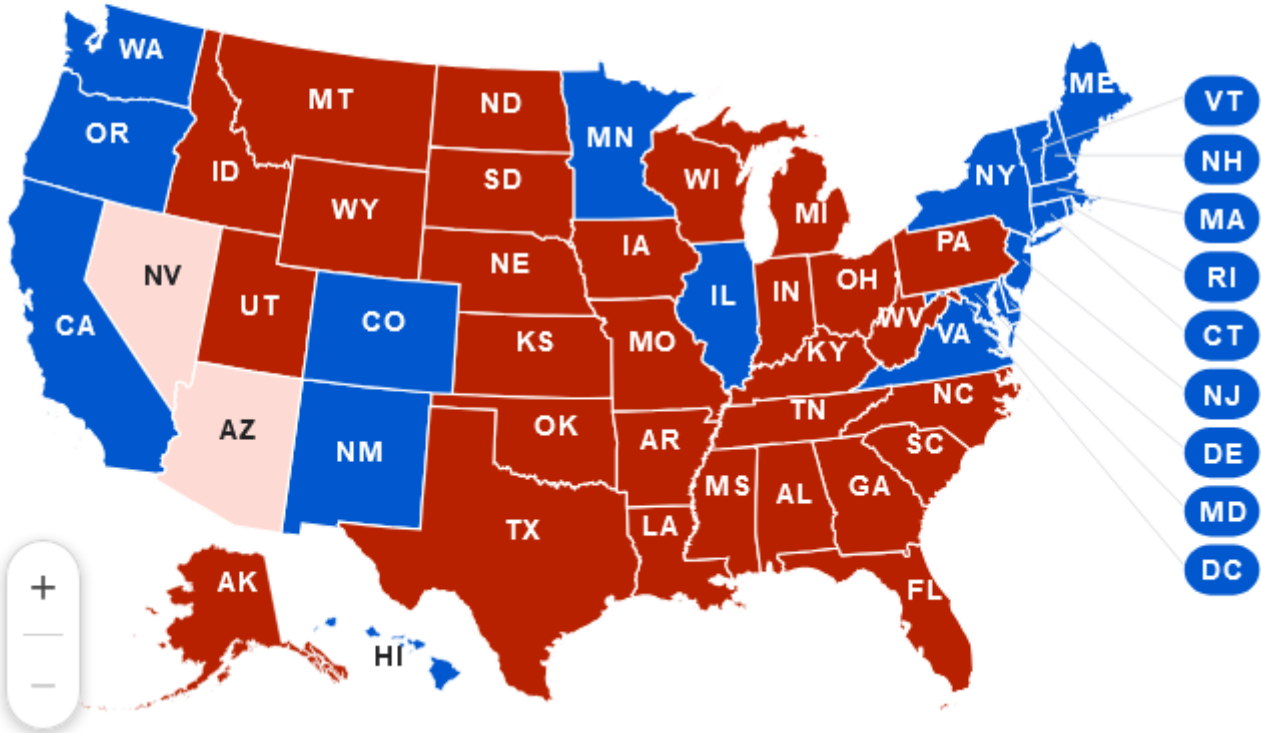 WA
MT
ND
MN
ME
VT
OR
ID
SD
WI
NY
NH
WY
MI
MA
NV
NE
IA
PA
RI
UT
CO
IL
IN
OH
CA
KS
MO
WV
VA
CT
KY
NJ
AZ
NM
OK
AR
TN
NC
SC
DE
TX
LA
MS
AL
GA
MD
AK
FL
DC
HI
+
−